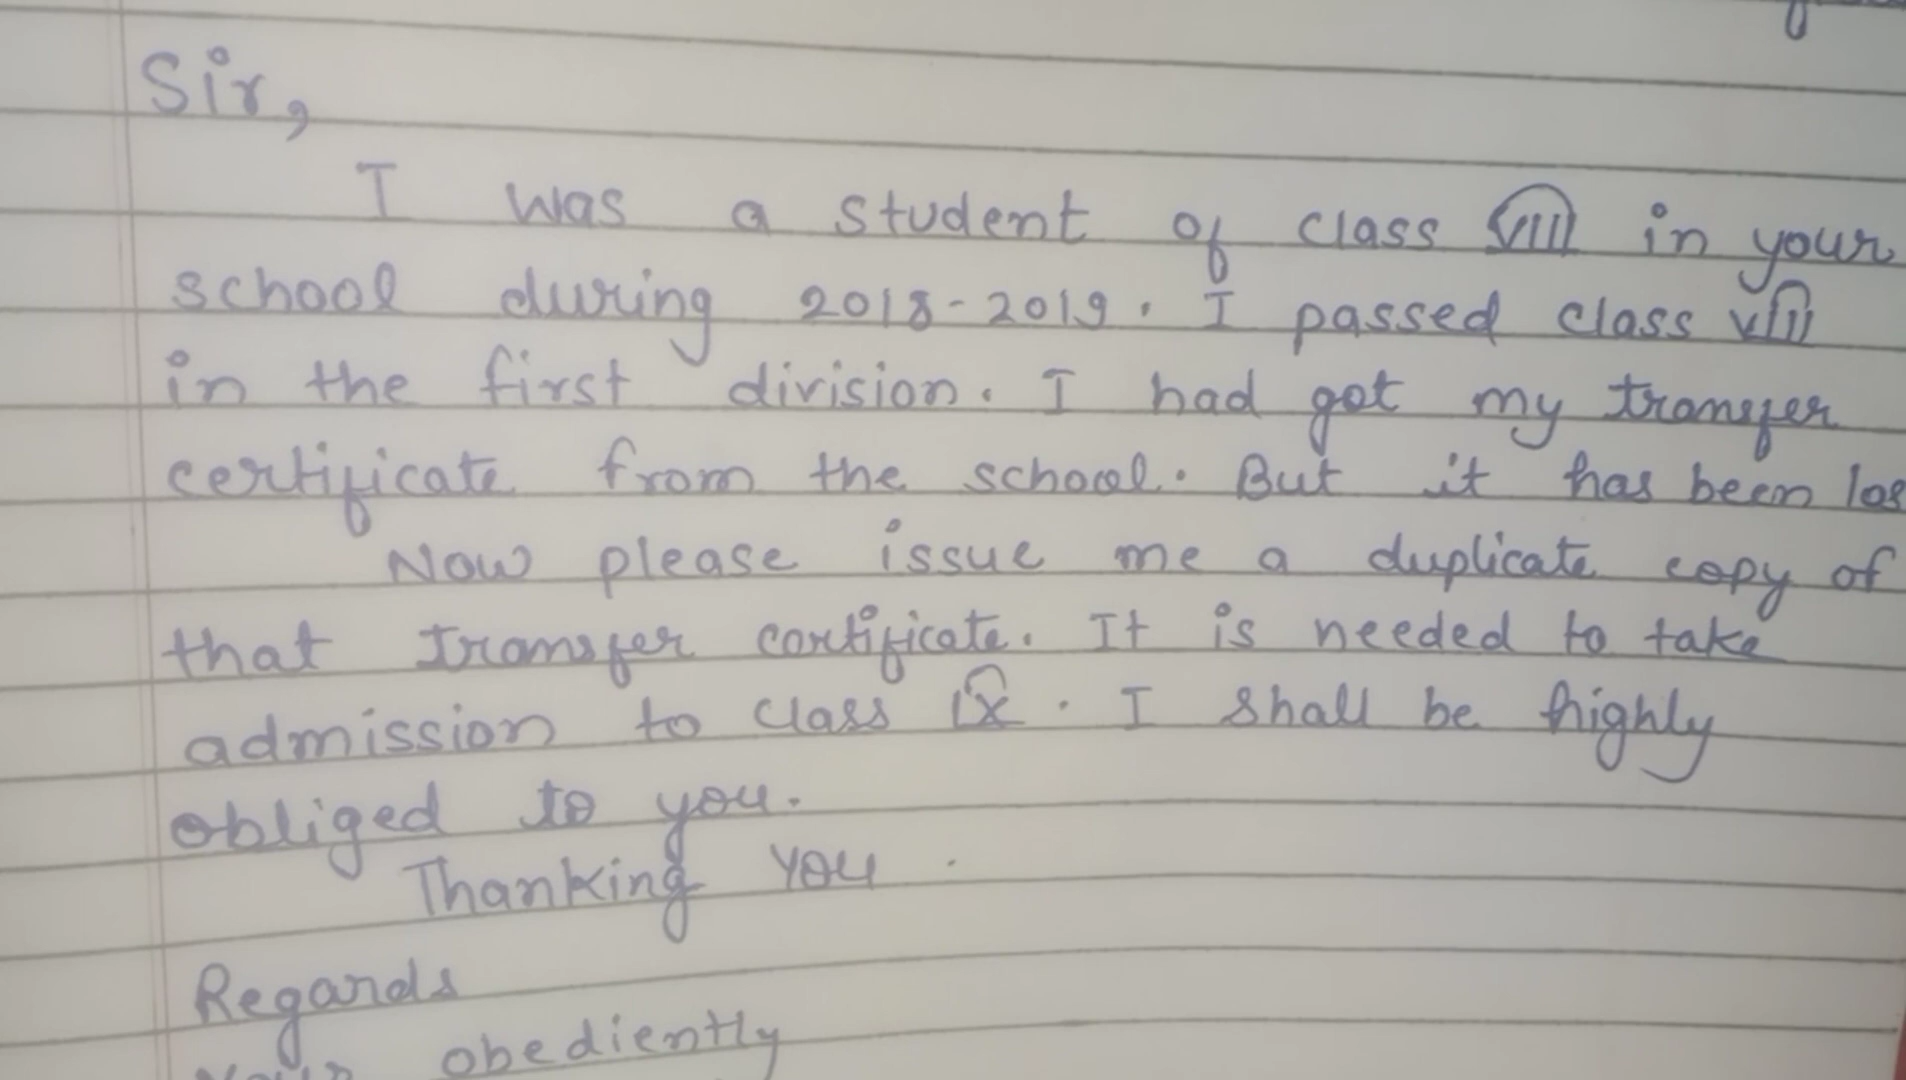 Sir,
I was a student of class VIII in your
school during 2018-2019. I passed class VIII
in the first division. I had got my transfer
certificate from the school. But it has been los
Now please issue me a duplicate copy of
that transfer certificate. It is needed to take
admission to class IX. I shall be highly
obliged to you.
Thanking you.
Regards
obediently